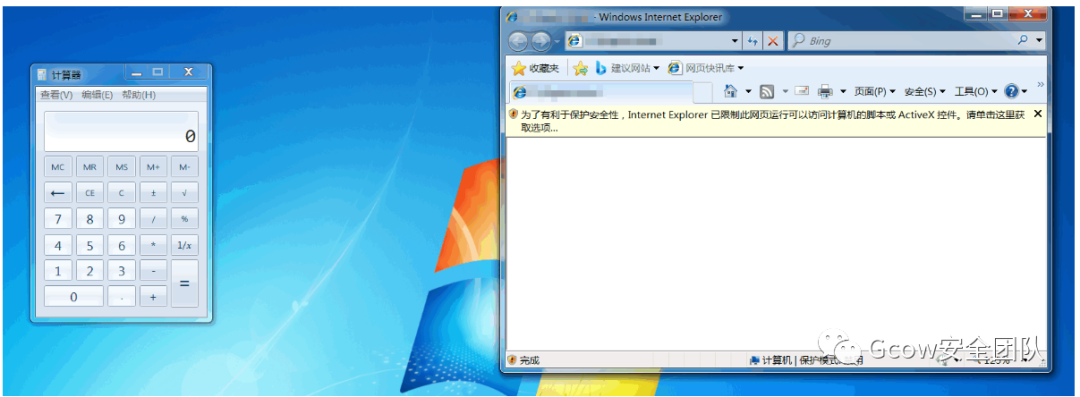 计算器
查看(V) 编辑(E) 帮助(H)
0
MC MR MS M+ M-
← CE C ± √
7 8 9 / %
4 5 6 * 1/x
1 2 3 - =
0 . +
- Windows Internet Explorer
Bing
收藏夹 建议网站 网页快讯库
页面(P) 安全(S) 工具(O)
为了有利于保护安全性，Internet Explorer 已限制此网页运行可以访问计算机的脚本或 ActiveX 控件。请单击这里获
取选项...
完成 计算机 | 保护模式
Gcow安全团队